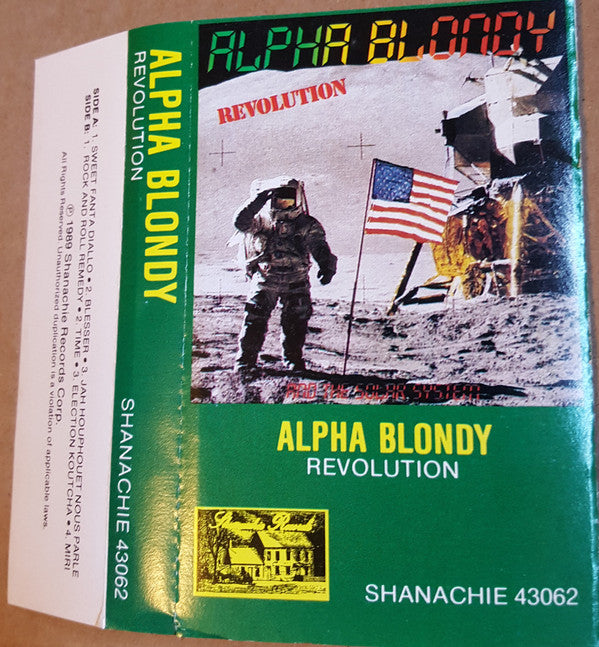 SIDE A: 1. SWEET FANTA DIALLO • 2. BLESSER • 3. JAH HOUPHOUET NOUS PARLE
SIDE B: 1. ROCK AND ROLL REMEDY • 2. TIME • 3. ELECTION KOUTCHA • 4. MIRI
℗ 1989 Shanachie Records Corp.
All Rights Reserved. Unauthorized duplication is a violation of applicable laws.
ALPHA BLONDY
REVOLUTION
SHANACHIE 43062
ALPHA BLONDY
REVOLUTION
AND THE SOLAR SYSTEM
ALPHA BLONDY
REVOLUTION
SHANACHIE 43062